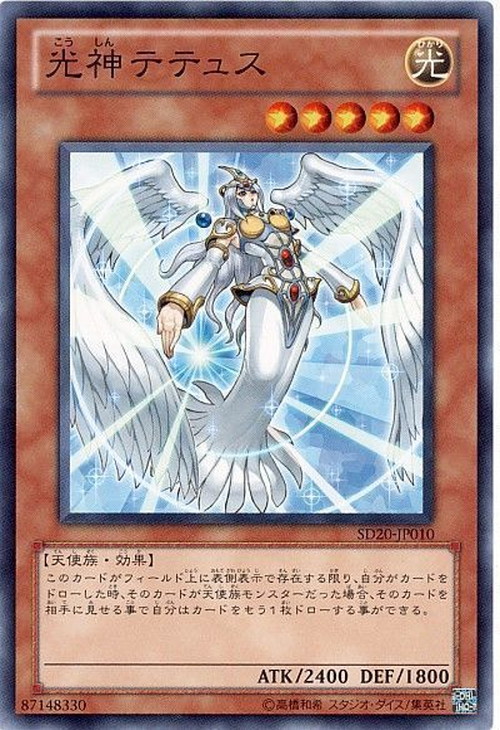 光神テテュス
光
SD20-JP010
【天使族・効果】
このカードがフィールド上に表側表示で存在する限り、自分がカードを
ドローした時、そのカードが天使族モンスターだった場合、そのカードを
相手に見せる事で自分はカードをもう1枚ドローする事ができる。
ATK/2400 DEF/1800
87148330
©高橋和希 スタジオ・ダイス/集英社